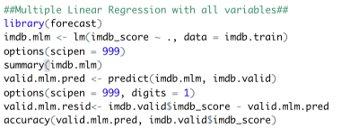 ##Multiple Linear Regression with all variables##
library(forecast)
imdb.mlm <- lm(imdb_score ~ ., data = imdb.train)
options(scipen = 999)
summary(imdb.mlm)
valid.mlm.pred <- predict(imdb.mlm, imdb.valid)
options(scipen = 999, digits = 1)
valid.mlm.resid<- imdb.valid$imdb_score - valid.mlm.pred
accuracy(valid.mlm.pred, imdb.valid$imdb_score)